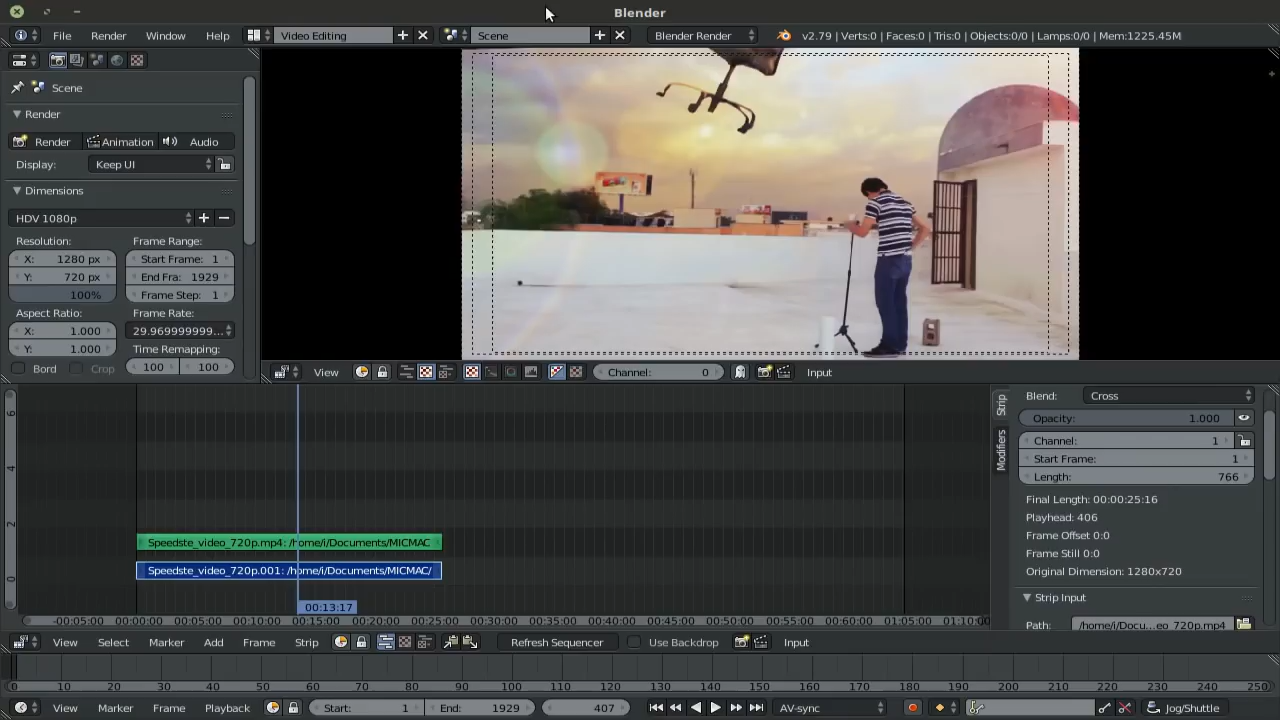 Blender
File Render Window Help Video Editing Scene Blender Render v2.79 | Verts:0 | Faces:0 | Tris:0 | Objects:0/0 | Lamps:0/0 | Mem:1225.45M
Scene
Render
Render Animation Audio
Display: Keep UI
Dimensions
HDV 1080p
Resolution: Frame Range:
X: 1280 px Start Frame: 1
Y: 720 px End Fra: 1929
100% Frame Step: 1
Aspect Ratio: Frame Rate:
X: 1.000 29.969999999...
Y: 1.000 Time Remapping:
Bord Crop 100 100
View Channel: 0 Input
6
4
2
0
Speedste_video_720p.mp4: /home/i/Documents/MICMAC
Speedste_video_720p.001: /home/i/Documents/MICMAC/
00:13:17
-00:05:00 00:00:00 00:05:00 00:10:00 00:15:00 00:20:00 00:25:00 00:30:00 00:35:00 00:40:00 00:45:00 00:50:00 00:55:00 01:00:00 01:05:00 01:10:00
Strip
Modifiers
Blend: Cross
Opacity: 1.000
Channel: 1
Start Frame: 1
Length: 766
Final Length: 00:00:25:16
Playhead: 406
Frame Offset 0:0
Frame Still 0:0
Original Dimension: 1280x720
Strip Input
Path: /home/i/Docu...eo_720p.mp4
View Select Marker Add Frame Strip Refresh Sequencer Use Backdrop Input
0 10 20 30 40 50 60 70 80 90 100 110 120 130 140 150 160 170 180 190 200 210 220 230 240 250
View Marker Frame Playback Start: 1 End: 1929 407 AV-sync Jog/Shuttle